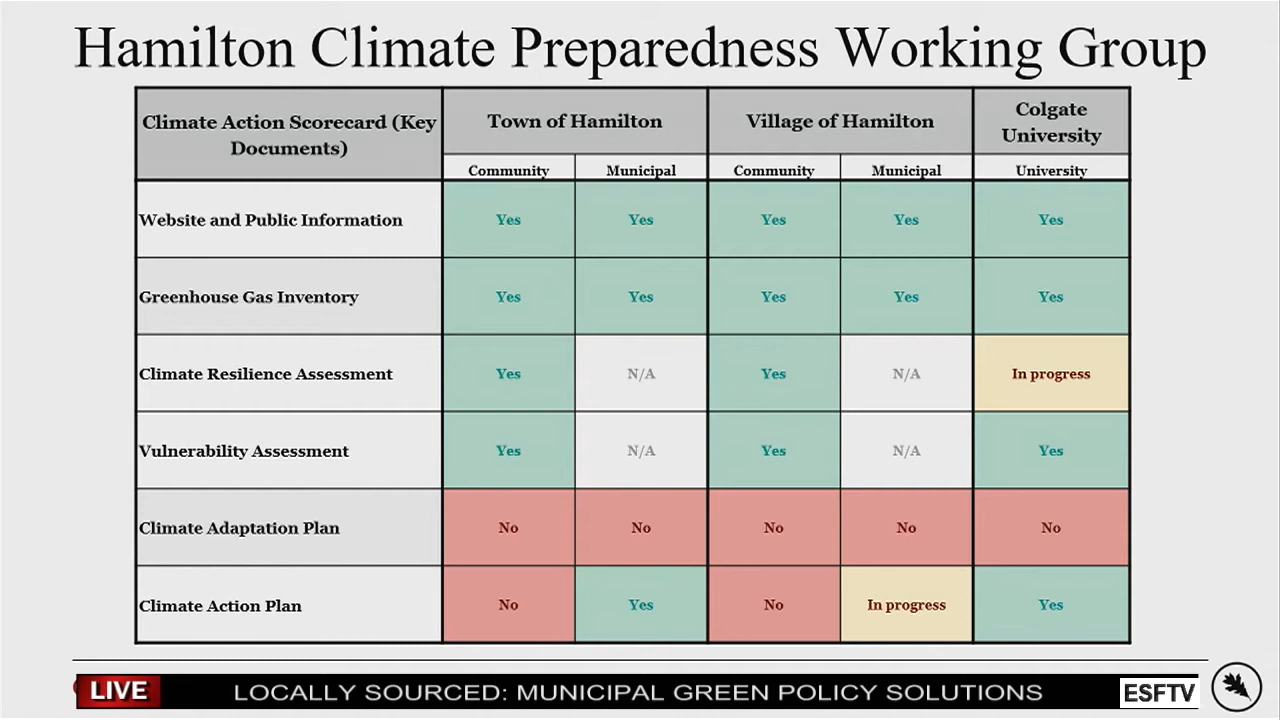 Hamilton Climate Preparedness Working Group
Climate Action Scorecard (Key
Documents)
Town of Hamilton
Village of Hamilton
Colgate
University
Community
Municipal
Community
Municipal
University
Website and Public Information
Yes
Yes
Yes
Yes
Yes
Greenhouse Gas Inventory
Yes
Yes
Yes
Yes
Yes
Climate Resilience Assessment
Yes
N/A
Yes
N/A
In progress
Vulnerability Assessment
Yes
N/A
Yes
N/A
Yes
Climate Adaptation Plan
No
No
No
No
No
Climate Action Plan
No
Yes
No
In progress
Yes
LIVE
LOCALLY SOURCED: MUNICIPAL GREEN POLICY SOLUTIONS
ESFTV